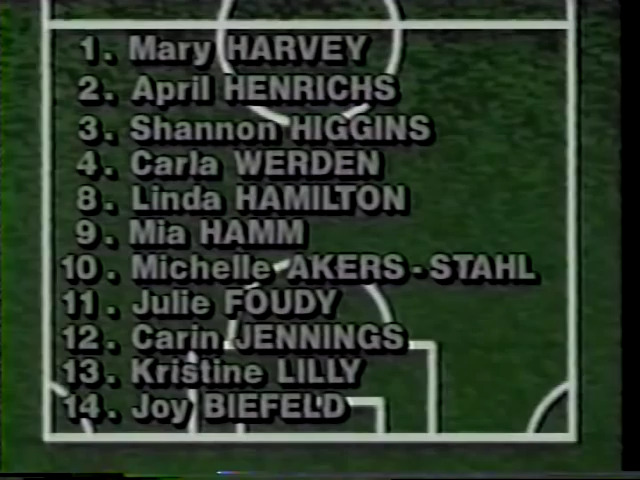 1. Mary HARVEY
2. April HENRICHS
3. Shannon HIGGINS
4. Carla WERDEN
8. Linda HAMILTON
9. Mia HAMM
10. Michelle AKERS-STAHL
11. Julie FOUDY
12. Carin JENNINGS
13. Kristine LILLY
14. Joy BIEFELD